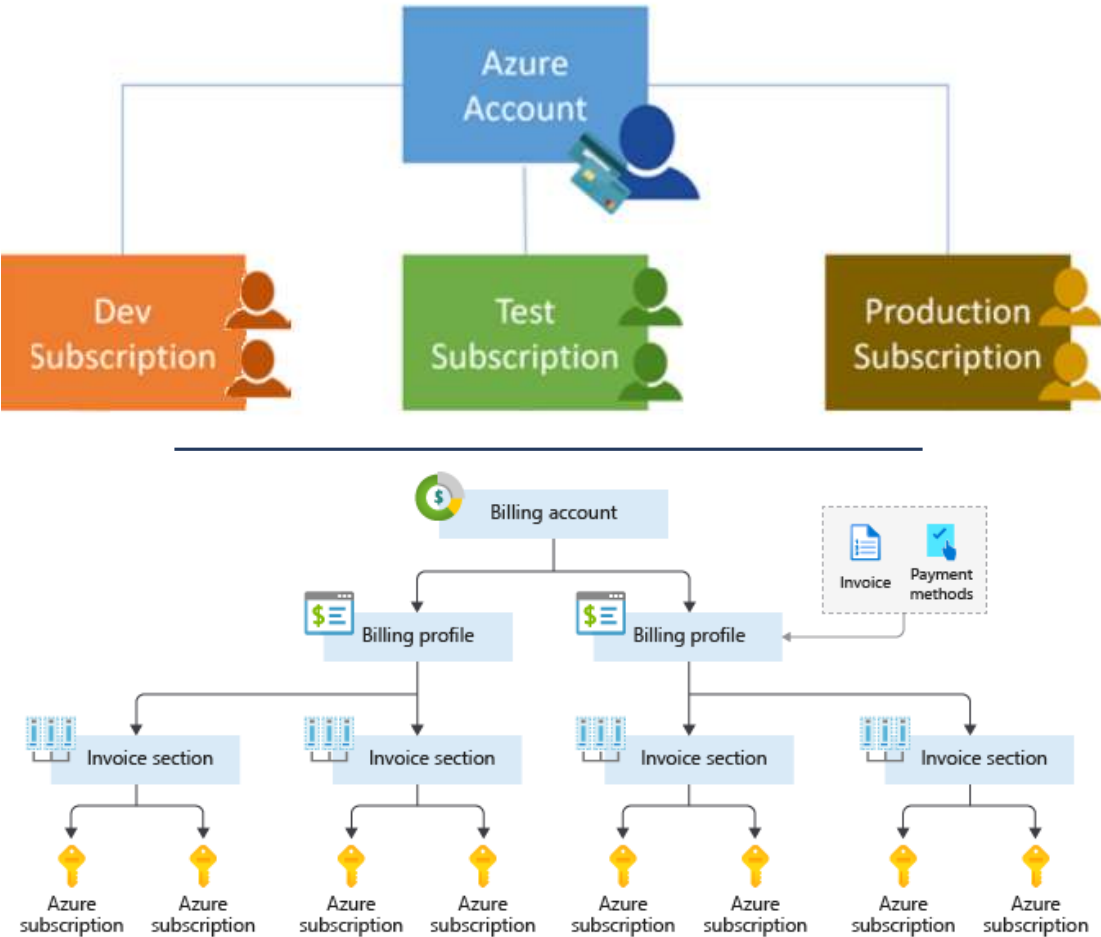 Azure
Account
Dev
Subscription
Test
Subscription
Production
Subscription
$
Billing account
Invoice
Payment
methods
$
Billing profile
$
Billing profile
Invoice section
Invoice section
Invoice section
Invoice section
Azure
subscription
Azure
subscription
Azure
subscription
Azure
subscription
Azure
subscription
Azure
subscription
Azure
subscription
Azure
subscription